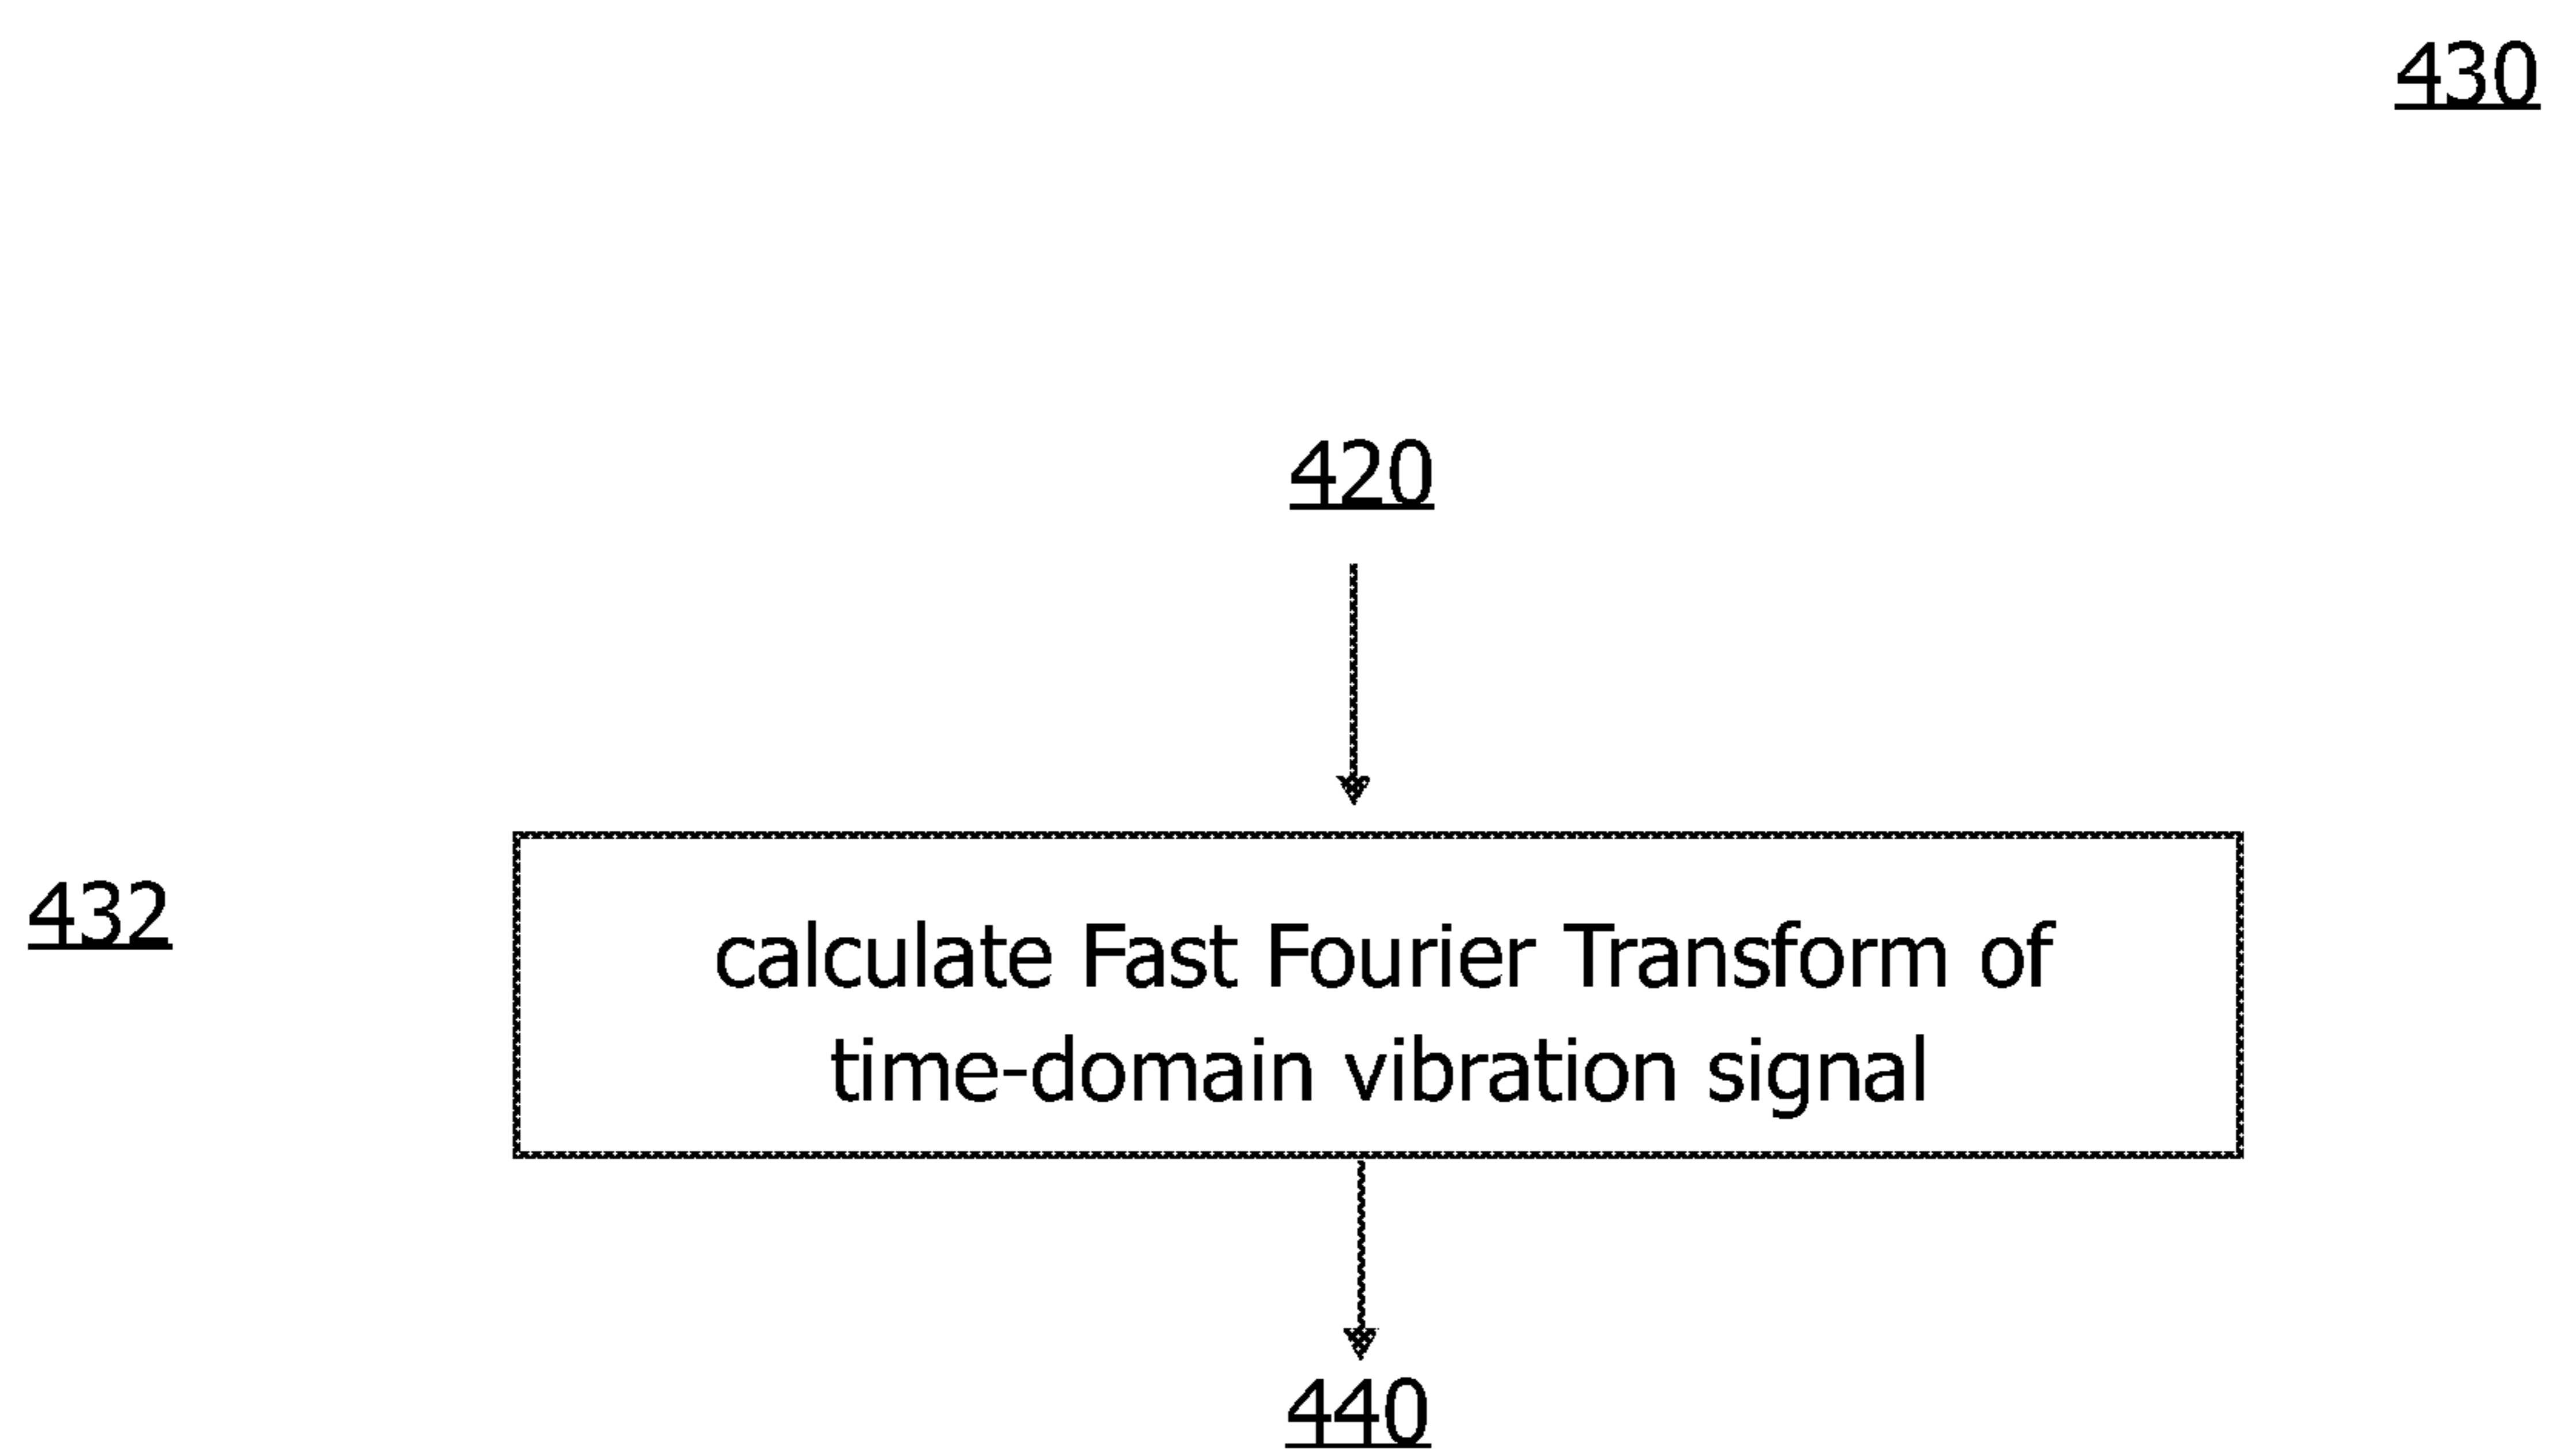 430
420
432
calculate Fast Fourier Transform of
time-domain vibration signal
440